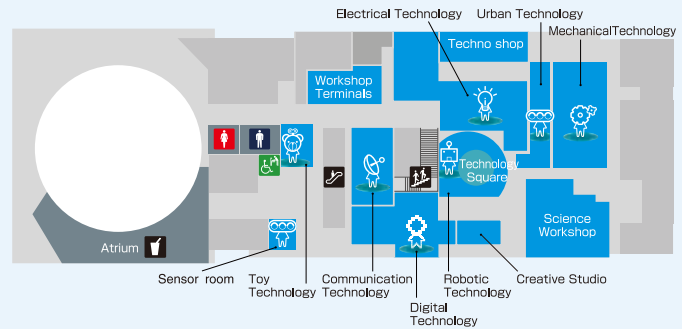 Electrical Technology
Urban Technology
MechanicalTechnology
Techno shop
Workshop
Terminals
Technology
Square
Science
Workshop
Atrium
Sensor room
Toy
Technology
Communication
Technology
Digital
Technology
Robotic
Technology
Creative Studio